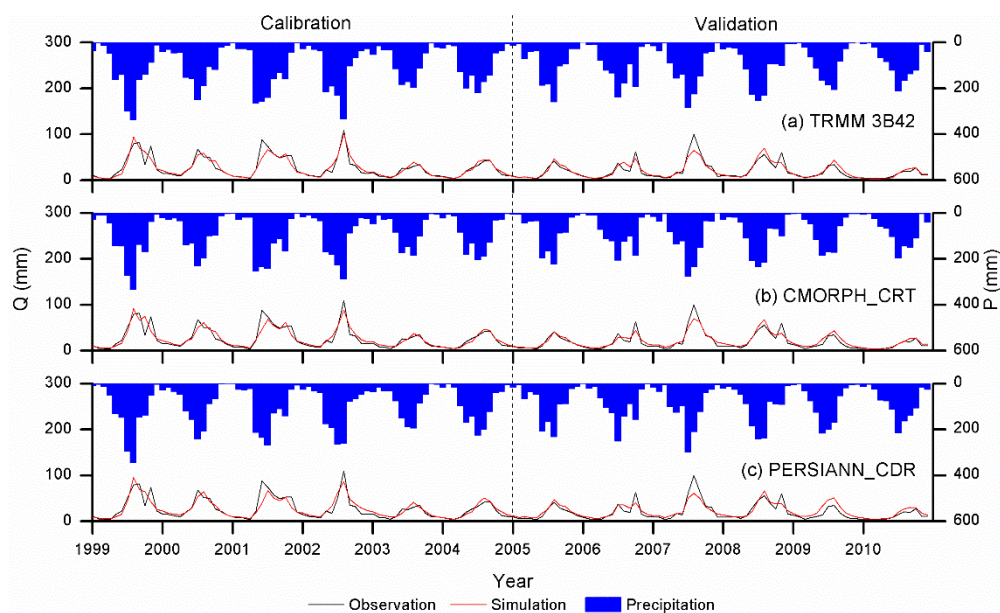 Calibration Validation
300 0
200 200
(a) TRMM 3B42
100 400
0 600
300 0
200 200
(b) CMORPH_CRT
100 400
0 600
300 0
200 200
(c) PERSIANN_CDR
100 400
0 600
Q (mm)
P (mm)
1999 2000 2001 2002 2003 2004 2005 2006 2007 2008 2009 2010
Year
Observation Simulation Precipitation